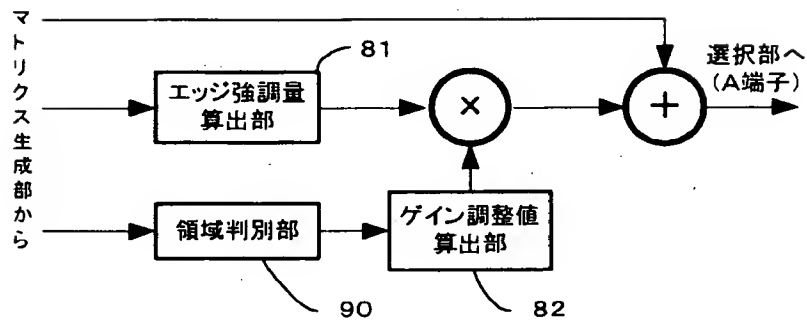 マトリクス生成部から
81
エッジ強調量
算出部
×
+
選択部へ
(A端子)
領域判別部
ゲイン調整値
算出部
90
82